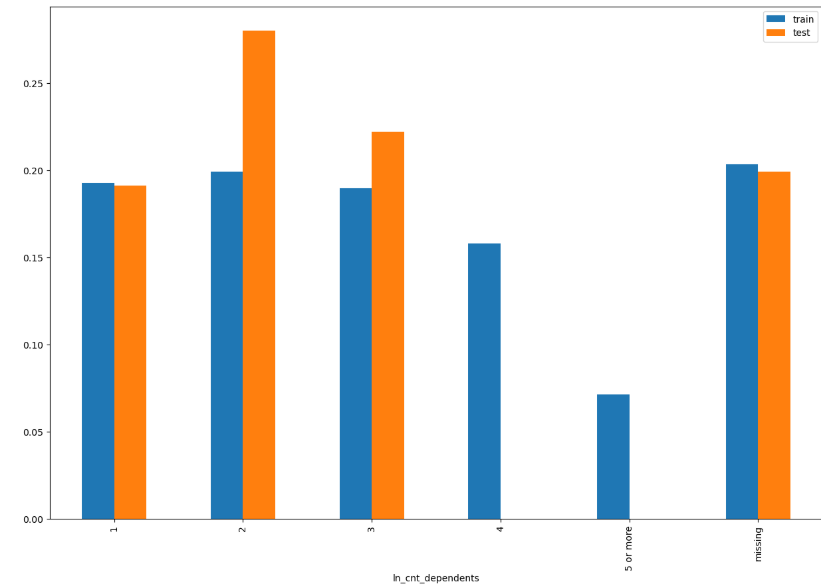 train
test
0.25
0.20
0.15
0.10
0.05
0.00
1
2
3
4
5 or more
missing
ln_cnt_dependents